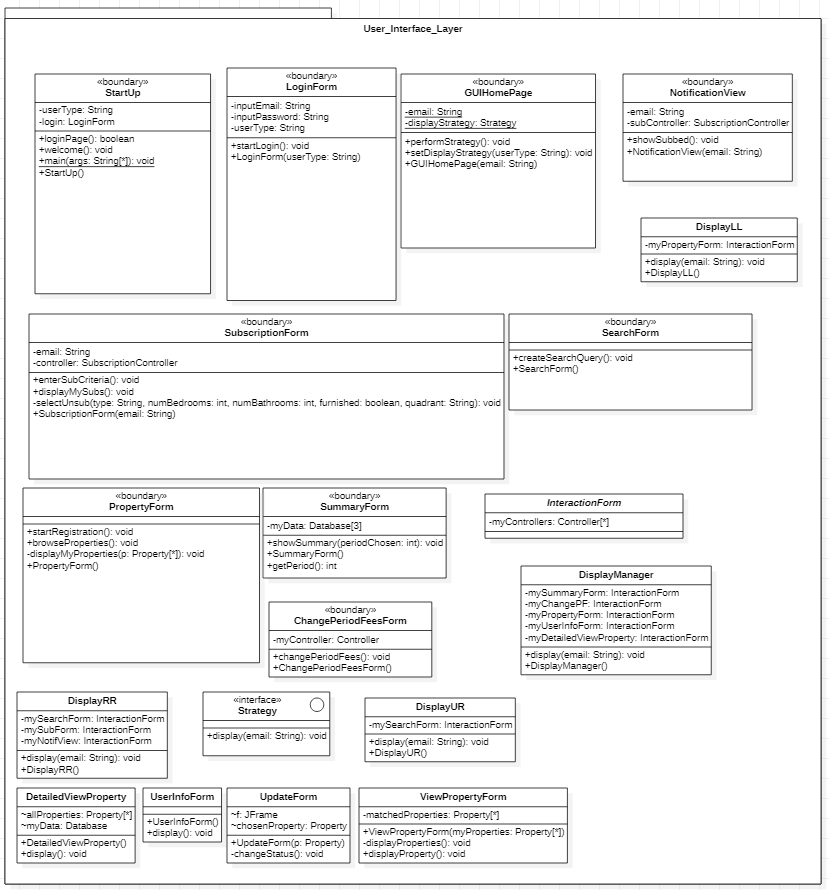 User_Interface_Layer
«boundary»
StartUp
-userType: String
-login: LoginForm
+loginPage(): boolean
+welcome(): void
+main(args: String[*]): void
+StartUp()
«boundary»
LoginForm
-inputEmail: String
-inputPassword: String
-userType: String
+startLogin(): void
+LoginForm(userType: String)
«boundary»
GUIHomePage
-email: String
-displayStrategy: Strategy
+performStrategy(): void
+setDisplayStrategy(userType: String): void
+GUIHomePage(email: String)
«boundary»
NotificationView
-email: String
-subController: SubscriptionController
+showSubbed(): void
+NotificationView(email: String)
DisplayLL
-myPropertyForm: InteractionForm
+display(email: String): void
+DisplayLL()
«boundary»
SubscriptionForm
-email: String
-controller: SubscriptionController
+enterSubCriteria(): void
+displayMySubs(): void
-selectUnsub(type: String, numBedrooms: int, numBathrooms: int, furnished: boolean, quadrant: String): void
+SubscriptionForm(email: String)
«boundary»
SearchForm
+createSearchQuery(): void
+SearchForm()
«boundary»
PropertyForm
+startRegistration(): void
+browseProperties(): void
-displayMyProperties(p: Property[*]): void
+PropertyForm()
«boundary»
SummaryForm
-myData: Database[3]
+showSummary(periodChosen: int): void
+SummaryForm()
+getPeriod(): int
InteractionForm
-myControllers: Controller[*]
DisplayManager
-mySummaryForm: InteractionForm
-myChangePF: InteractionForm
-myPropertyForm: InteractionForm
-myUserInfoForm: InteractionForm
-myDetailedViewProperty: InteractionForm
+display(email: String): void
+DisplayManager()
«boundary»
ChangePeriodFeesForm
-myController: Controller
+changePeriodFees(): void
+ChangePeriodFeesForm()
DisplayRR
-mySearchForm: InteractionForm
-mySubForm: InteractionForm
-myNotifView: InteractionForm
+display(email: String): void
+DisplayRR()
«interface»
Strategy
+display(email: String): void
DisplayUR
-mySearchForm: InteractionForm
+display(email: String): void
+DisplayUR()
DetailedViewProperty
~allProperties: Property[*]
~myData: Database
+DetailedViewProperty()
+display(): void
UserInfoForm
+UserInfoForm()
+display(): void
UpdateForm
~f: JFrame
~chosenProperty: Property
+UpdateForm(p: Property)
-changeStatus(): void
ViewPropertyForm
-matchedProperties: Property[*]
+ViewPropertyForm(myProperties: Property[*])
-displayProperties(): void
+displayProperty(): void